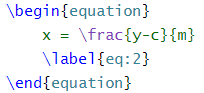 \begin{equation}
x = \frac{y-c}{m}
\label{eq:2}
\end{equation}